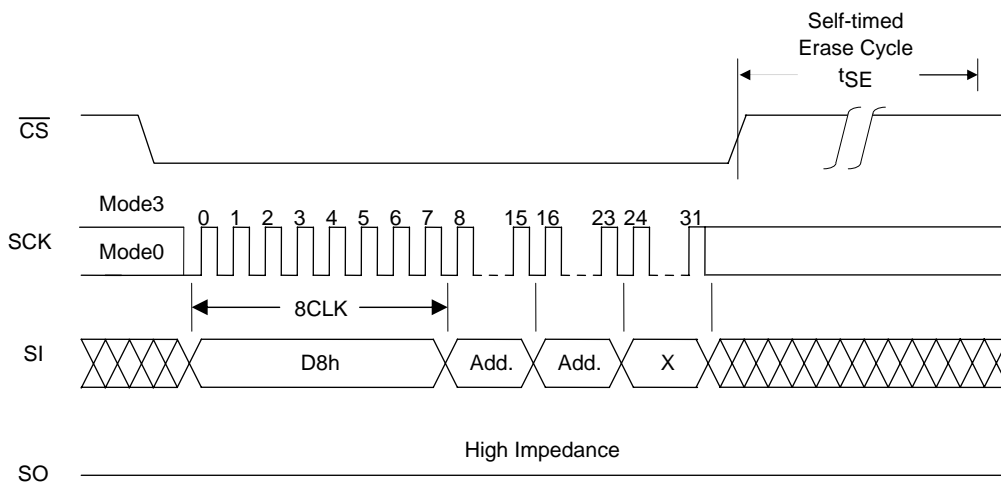 Self-timed
Erase Cycle
tSE
CS
Mode3
0 1 2 3 4 5 6 7 8 15 16 23 24 31
SCK
Mode0
8CLK
SI
D8h Add. Add. X
High Impedance
SO